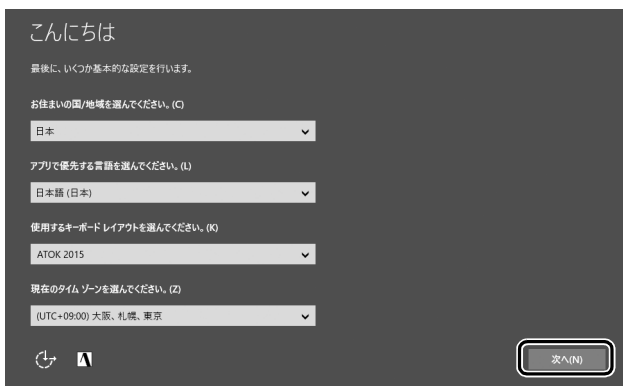 こんにちは
最後に、いくつか基本的な設定を行います。
お住まいの国/地域を選んでください。(C)
日本
アプリで優先する言語を選んでください。(L)
日本語 (日本)
使用するキーボード レイアウトを選んでください。(K)
ATOK 2015
現在のタイム ゾーンを選んでください。(Z)
(UTC+09:00) 大阪、札幌、東京
A
次へ(N)